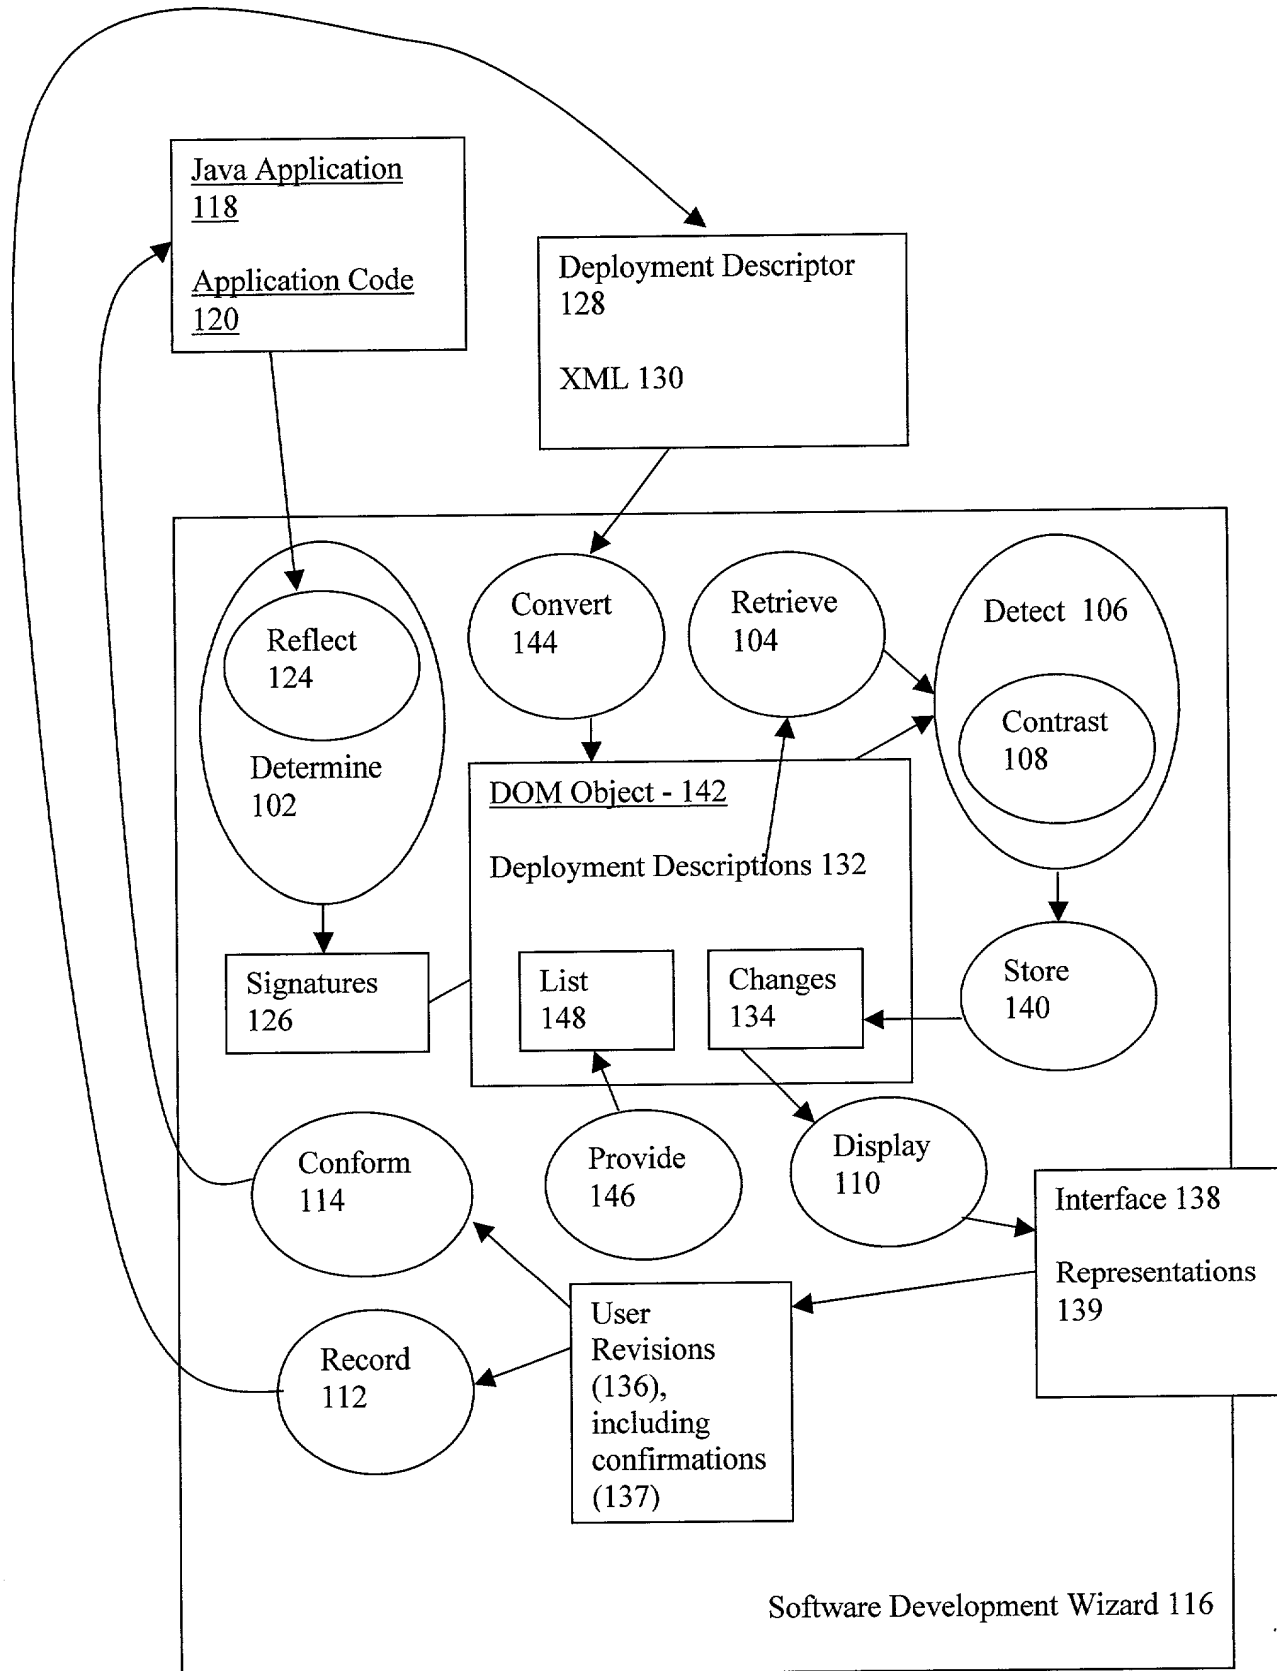 Java Application
118
Application Code
120
Deployment Descriptor
128
XML 130
Reflect
124
Determine
102
Convert
144
Retrieve
104
Detect 106
Contrast
108
DOM Object - 142
Deployment Descriptions 132
Signatures
126
List
148
Changes
134
Store
140
Conform
114
Provide
146
Display
110
Interface 138
Representations
139
Record
112
User
Revisions
(136),
including
confirmations
(137)
Software Development Wizard 116